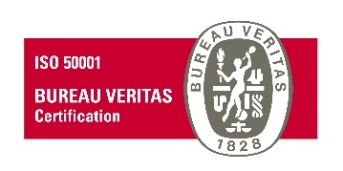 ISO 50001
BUREAU VERITAS
Certification
BUREAU VERITAS
1828